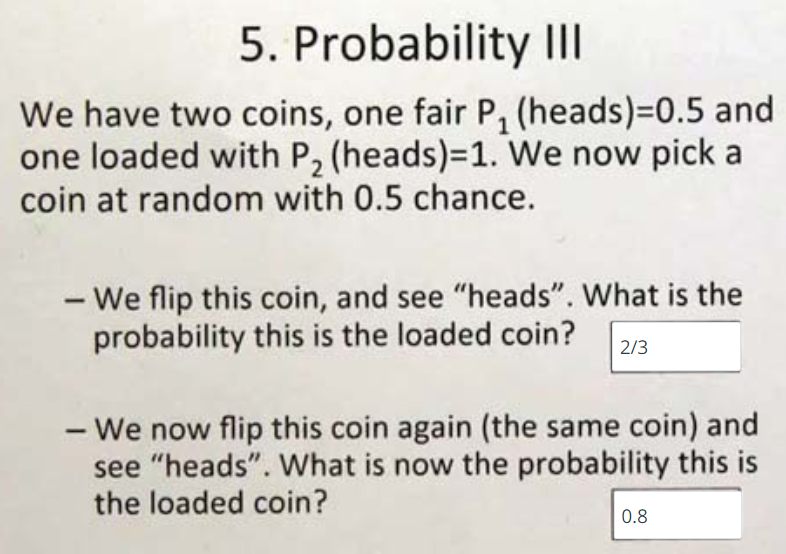 5. Probability III
We have two coins, one fair P₁ (heads)=0.5 and
one loaded with P₂ (heads)=1. We now pick a
coin at random with 0.5 chance.
– We flip this coin, and see “heads”. What is the
probability this is the loaded coin? 2/3
– We now flip this coin again (the same coin) and
see “heads”. What is now the probability this is
the loaded coin? 0.8